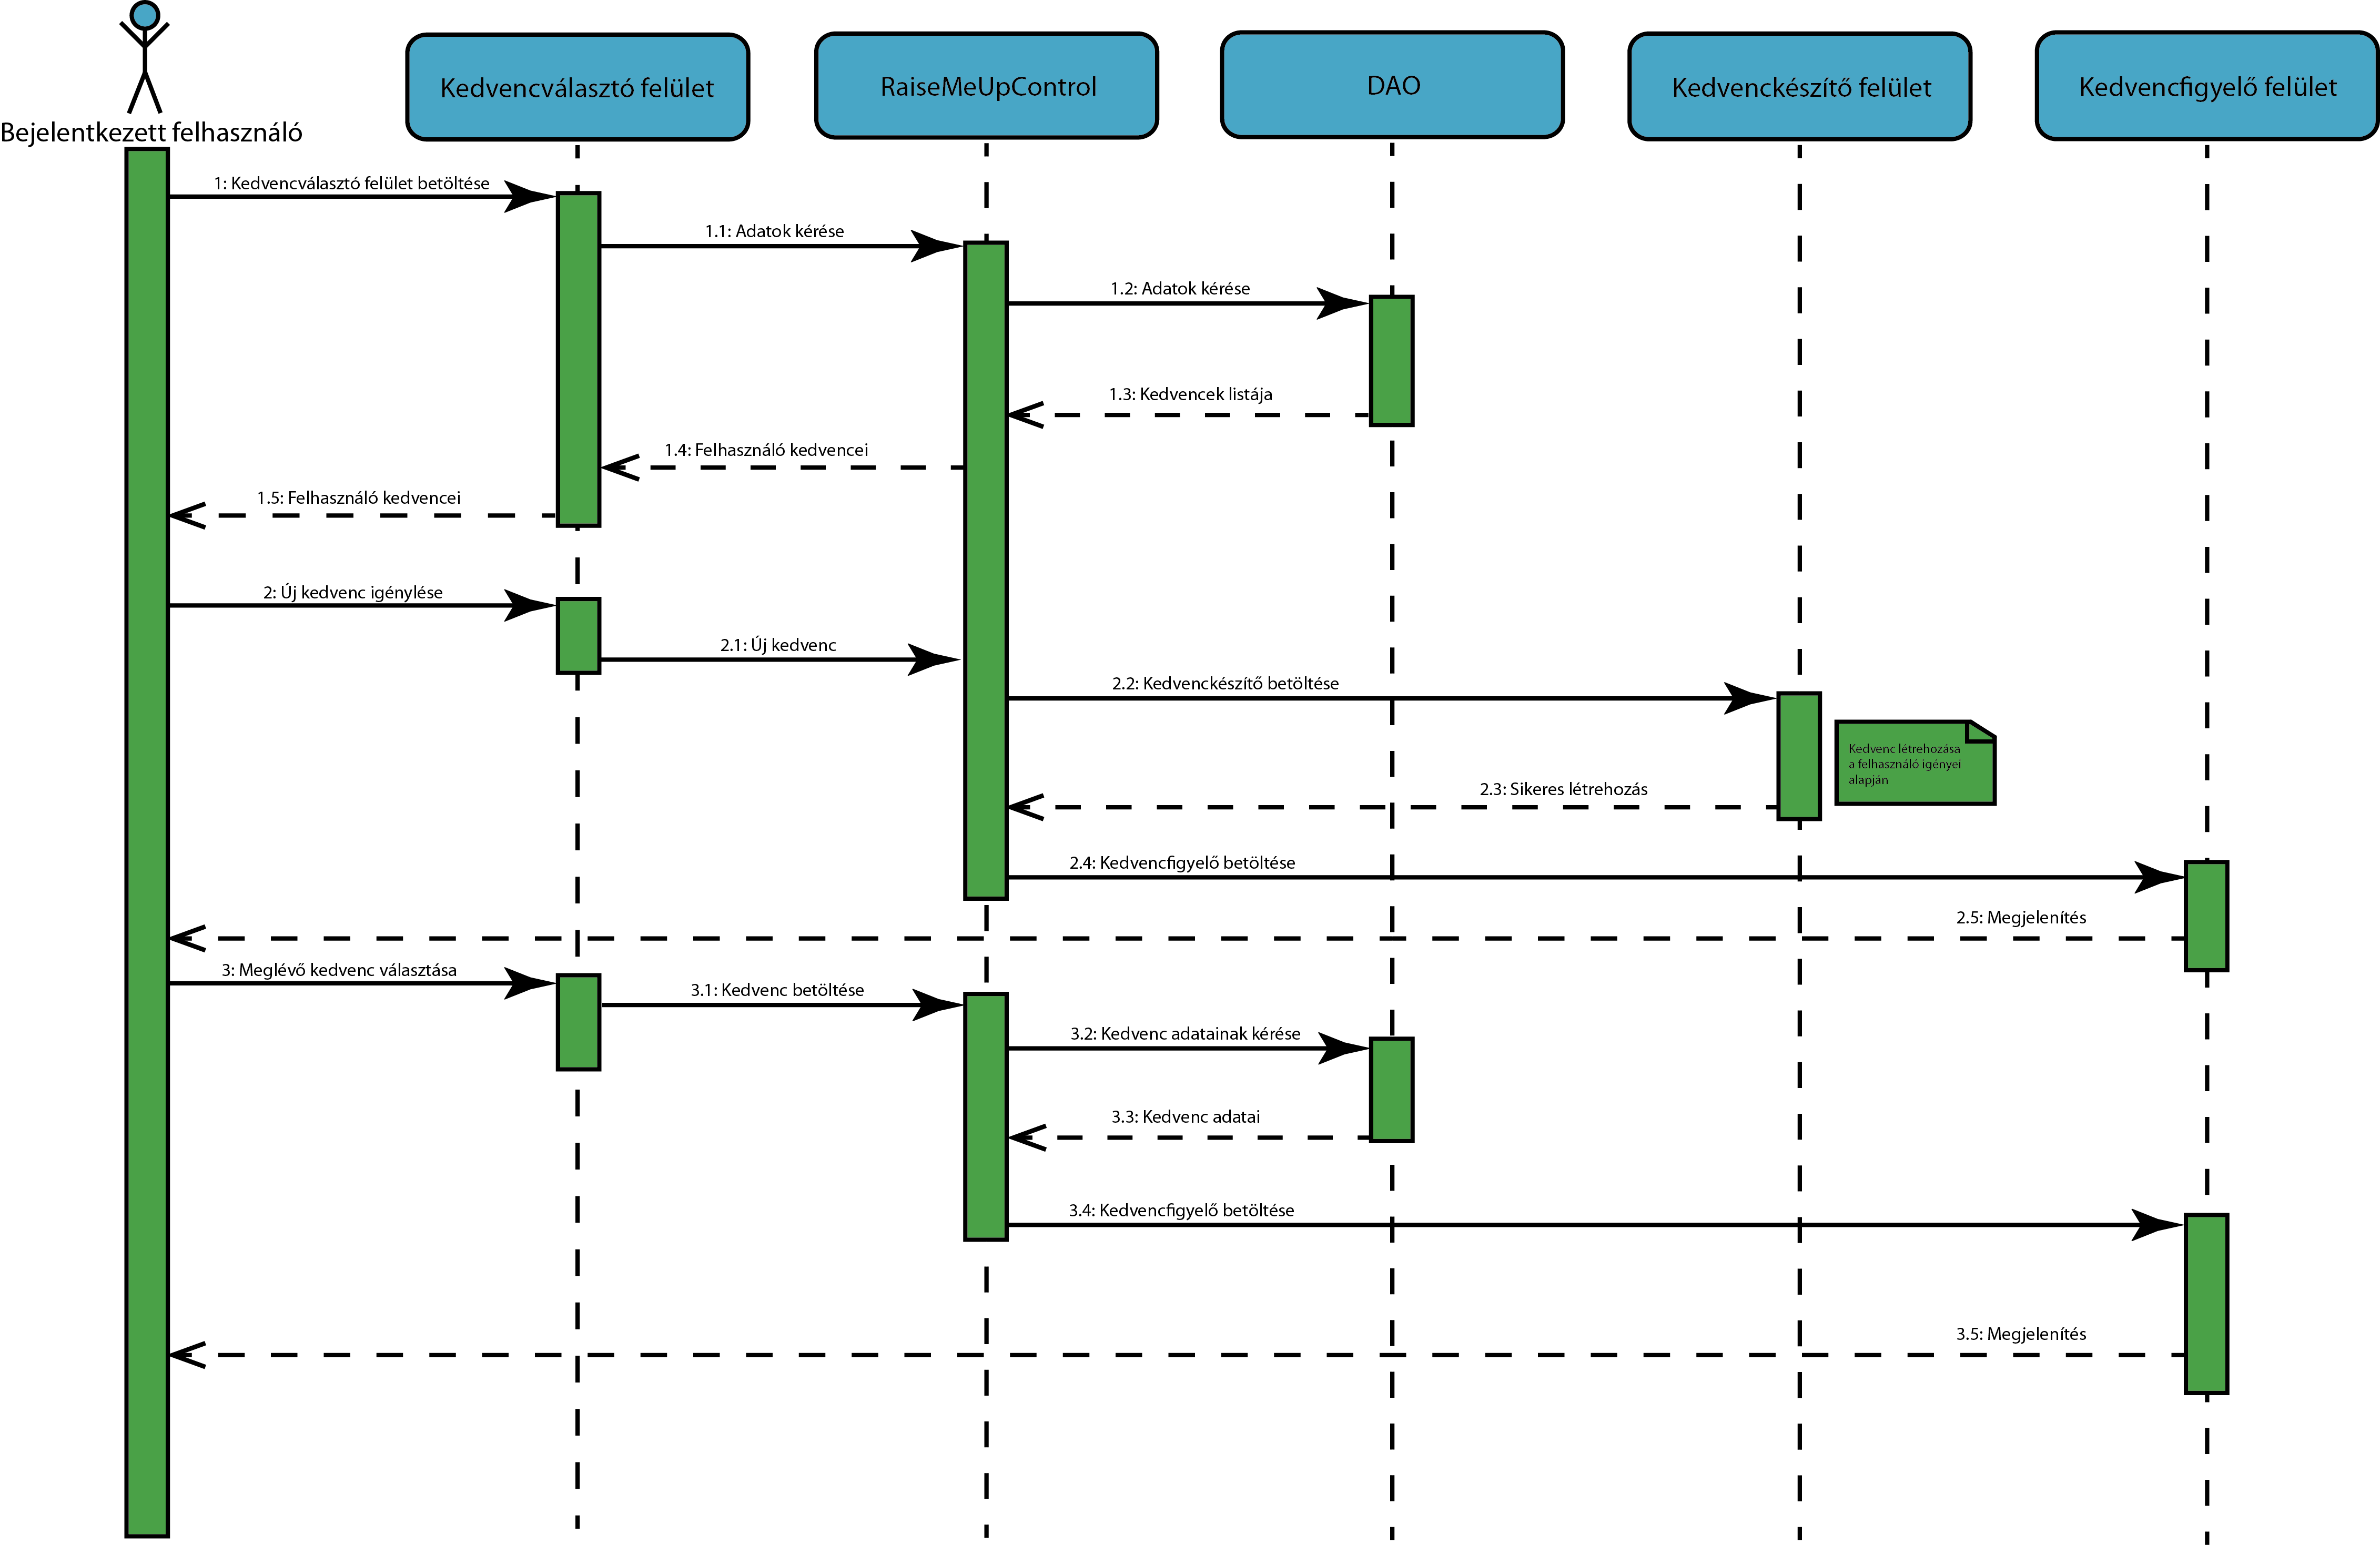 Bejelentkezett felhasználó
Kedvencválasztó felület
RaiseMeUpControl
DAO
Kedvenckészítő felület
Kedvencfigyelő felület
1: Kedvencválasztó felület betöltése
1.1: Adatok kérése
1.2: Adatok kérése
1.3: Kedvencek listája
1.4: Felhasználó kedvencei
1.5: Felhasználó kedvencei
2: Új kedvenc igénylése
2.1: Új kedvenc
2.2: Kedvenckészítő betöltése
Kedvenc létrehozása
a felhasználó igényei
alapján
2.3: Sikeres létrehozás
2.4: Kedvencfigyelő betöltése
2.5: Megjelenítés
3: Meglévő kedvenc választása
3.1: Kedvenc betöltése
3.2: Kedvenc adatainak kérése
3.3: Kedvenc adatai
3.4: Kedvencfigyelő betöltése
3.5: Megjelenítés